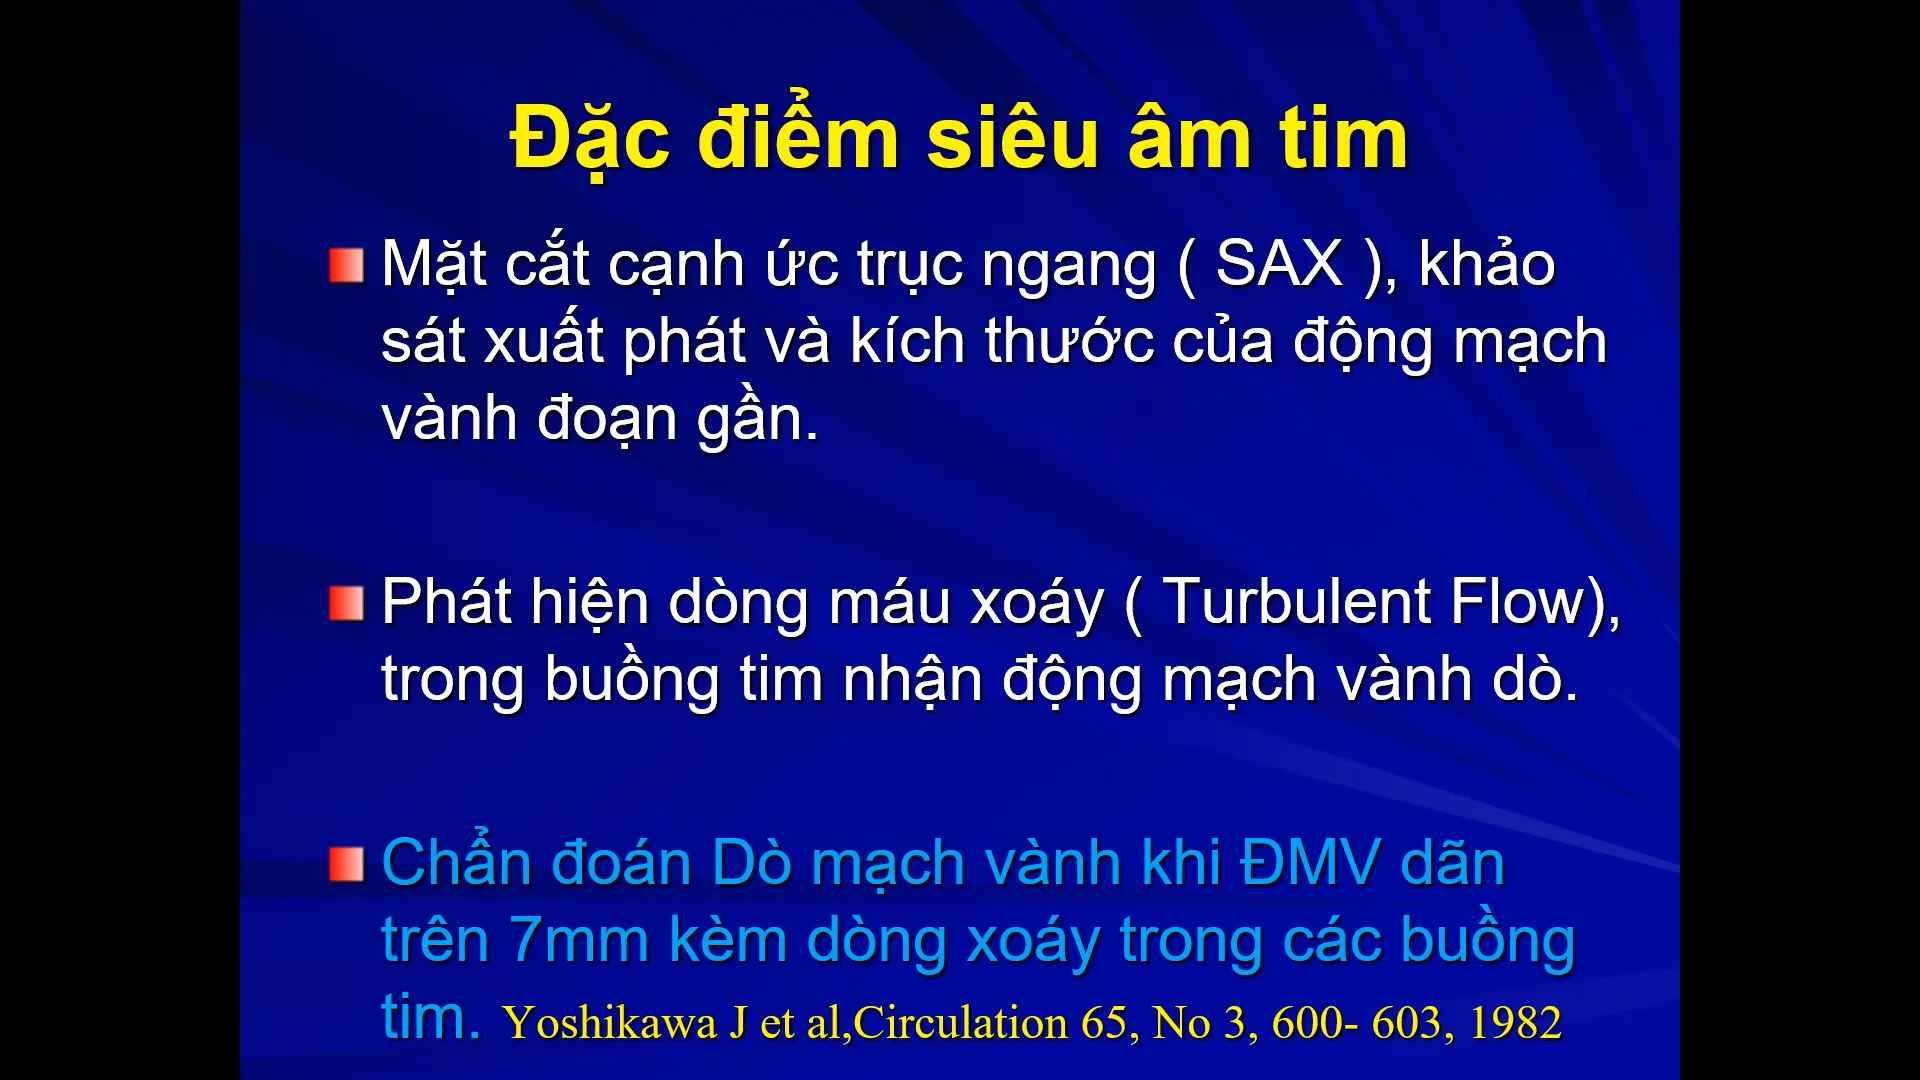 Đặc điểm siêu âm tim
Mặt cắt cạnh ức trục ngang ( SAX ), khảo
sát xuất phát và kích thước của động mạch
vành đoạn gần.
Phát hiện dòng máu xoáy ( Turbulent Flow),
trong buồng tim nhận động mạch vành dò.
Chẩn đoán Dò mạch vành khi ĐMV dãn
trên 7mm kèm dòng xoáy trong các buồng
tim. Yoshikawa J et al,Circulation 65, No 3, 600- 603, 1982